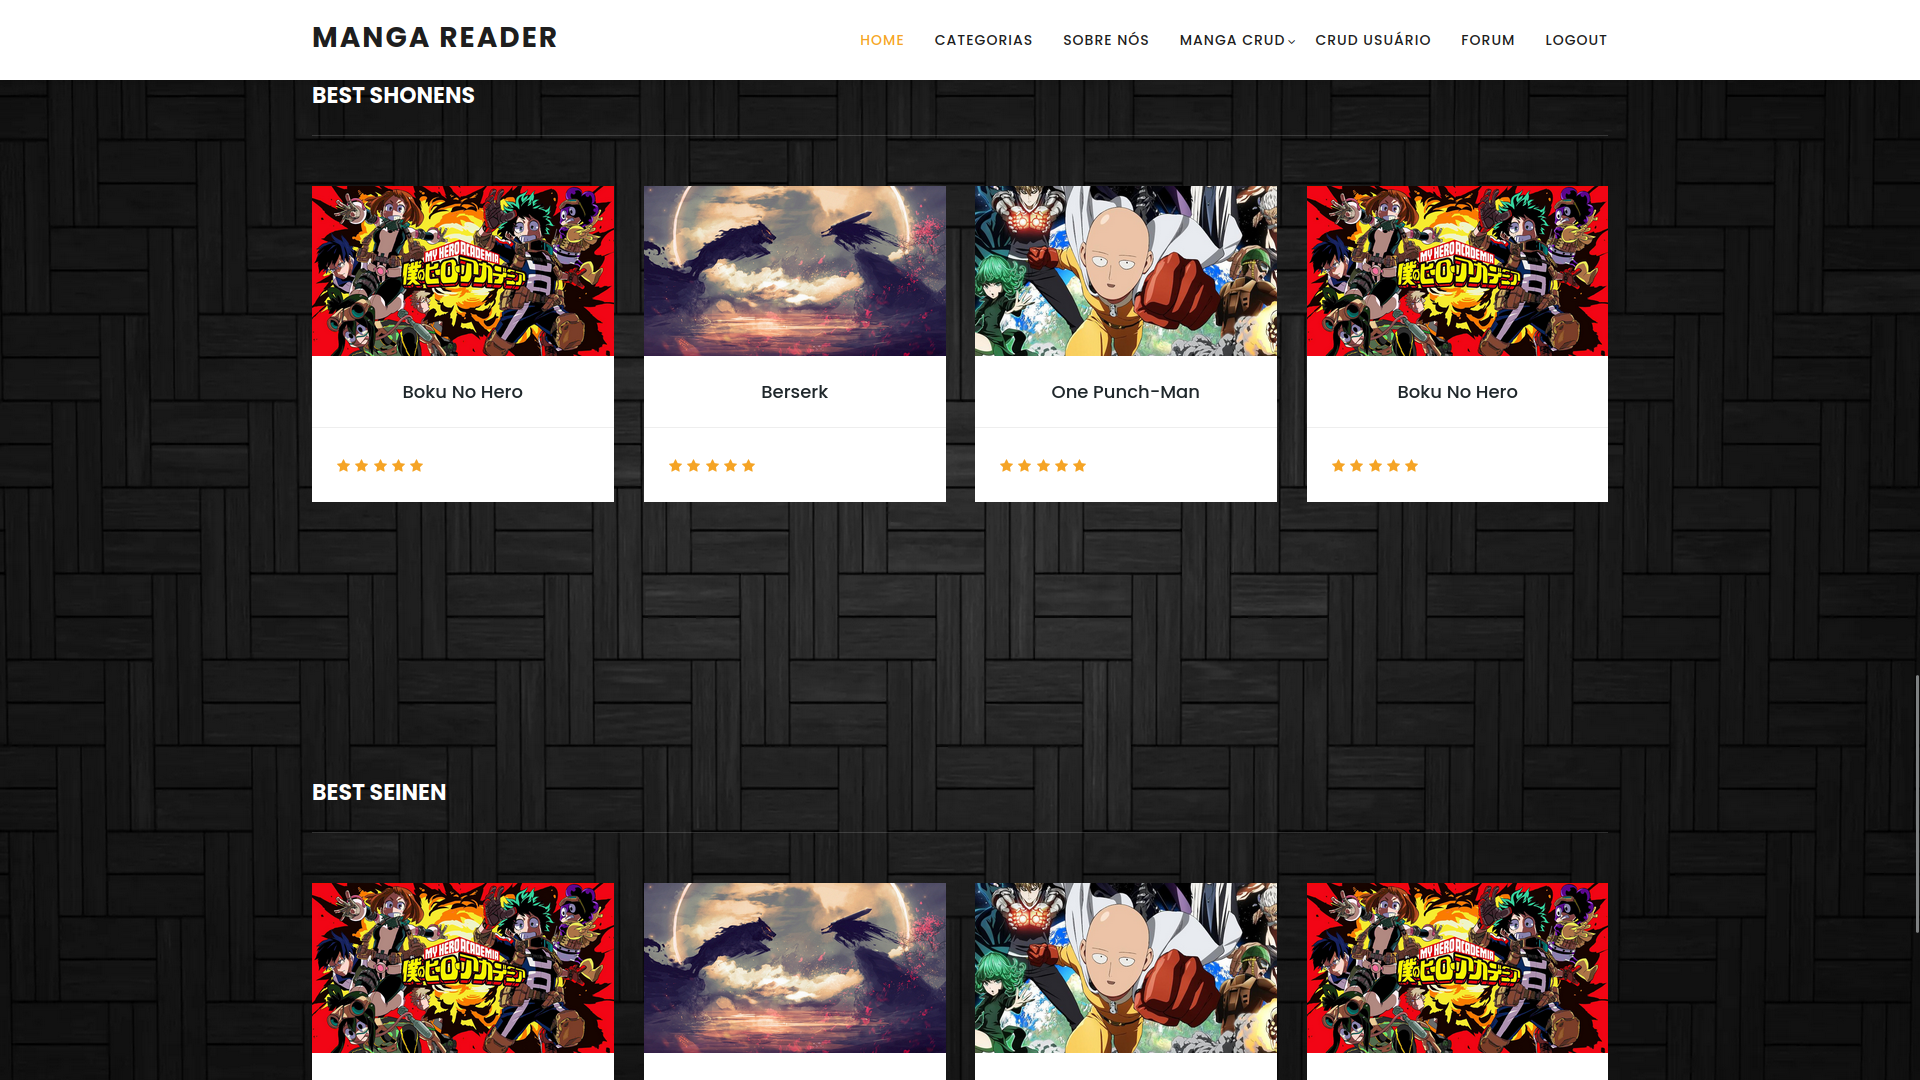 MANGA READER
HOME CATEGORIAS SOBRE NÓS MANGA CRUD CRUD USUÁRIO FORUM LOGOUT
BEST SHONENS
MY HERO ACADEMIA
僕のヒーローアカデミア
MY HERO ACADEMIA
僕のヒーローアカデミア
Boku No Hero
Berserk
One Punch-Man
Boku No Hero
BEST SEINEN
MY HERO ACADEMIA
僕のヒーローアカデミア
MY HERO ACADEMIA
僕のヒーローアカデミア